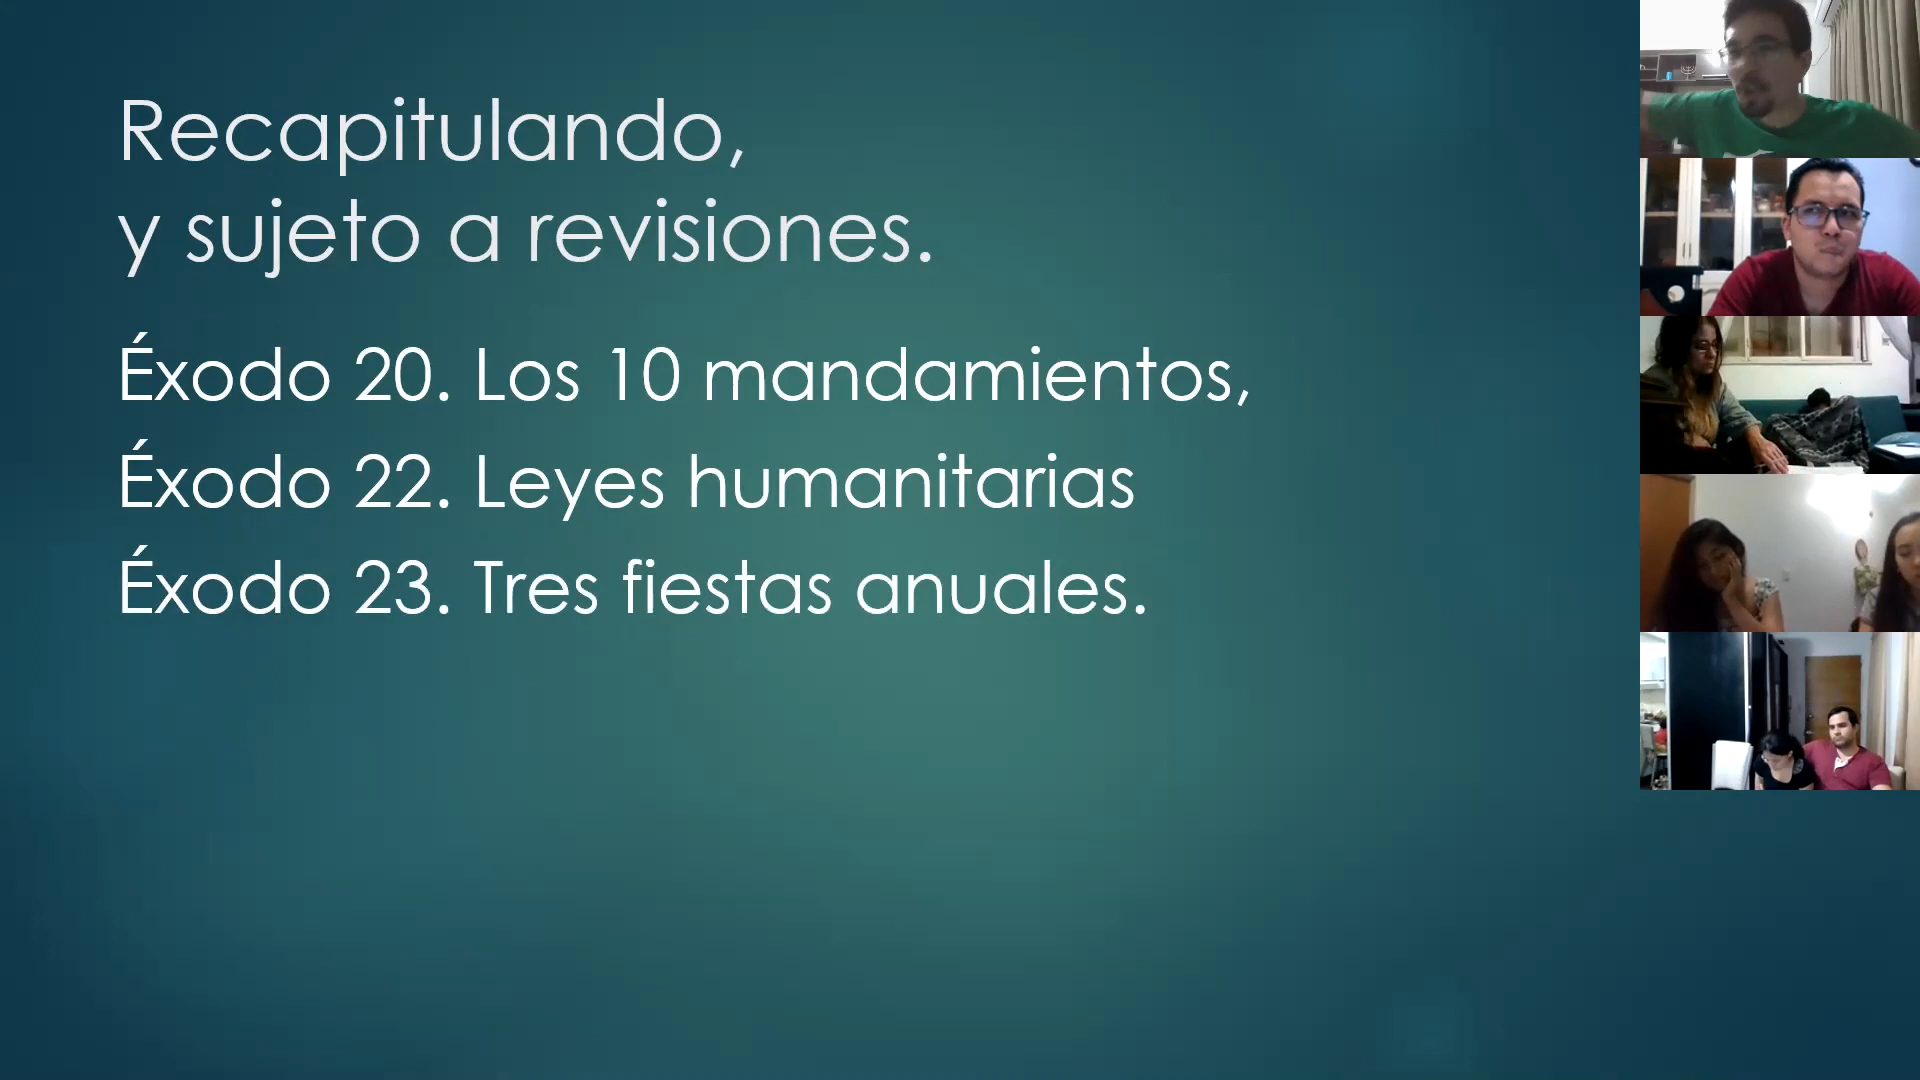 Recapitulando,
y sujeto a revisiones.
Éxodo 20. Los 10 mandamientos,
Éxodo 22. Leyes humanitarias
Éxodo 23. Tres fiestas anuales.